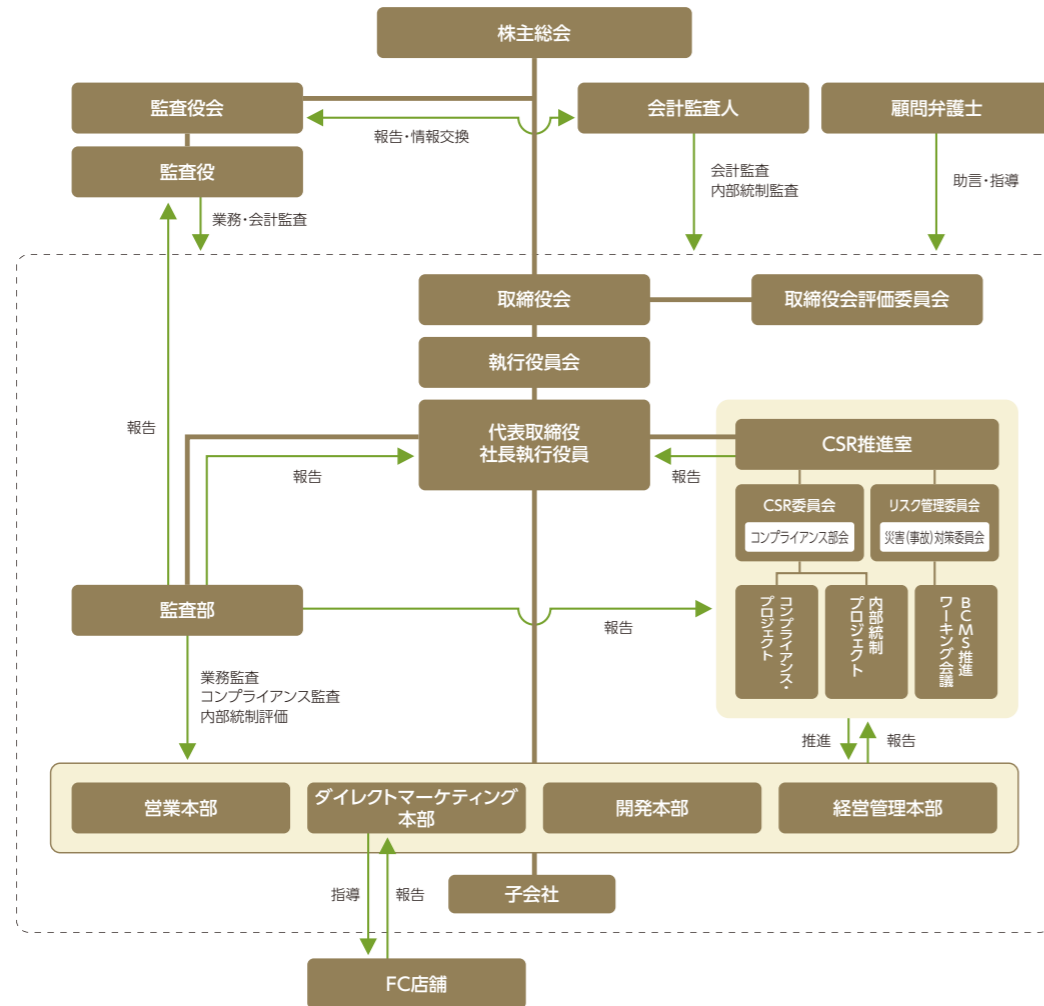 株主総会
監査役会
会計監査人
顧問弁護士
報告・情報交換
監査役
会計監査
内部統制監査
助言・指導
業務・会計監査
取締役会
取締役会評価委員会
執行役員会
代表取締役
社長執行役員
CSR推進室
報告
報告
報告
CSR委員会
コンプライアンス部会
リスク管理委員会
災害(事故)対策委員会
監査部
報告
コンプライアンス・
プロジェクト
内部統制
プロジェクト
BCMS推進
ワーキング会議
業務監査
コンプライアンス監査
内部統制評価
推進
報告
営業本部
ダイレクトマーケティング
本部
開発本部
経営管理本部
指導
報告
子会社
FC店舗